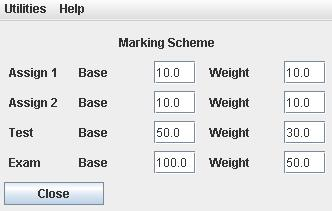 Utilities Help
Marking Scheme
Assign 1 Base 10.0 Weight 10.0
Assign 2 Base 10.0 Weight 10.0
Test Base 50.0 Weight 30.0
Exam Base 100.0 Weight 50.0
Close